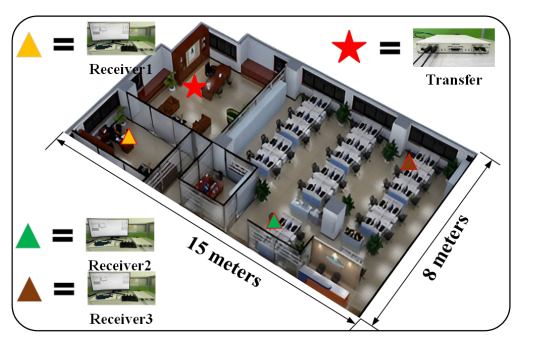 =
Receiver1
=
Transfer
=
Receiver2
=
Receiver3
15 meters
8 meters